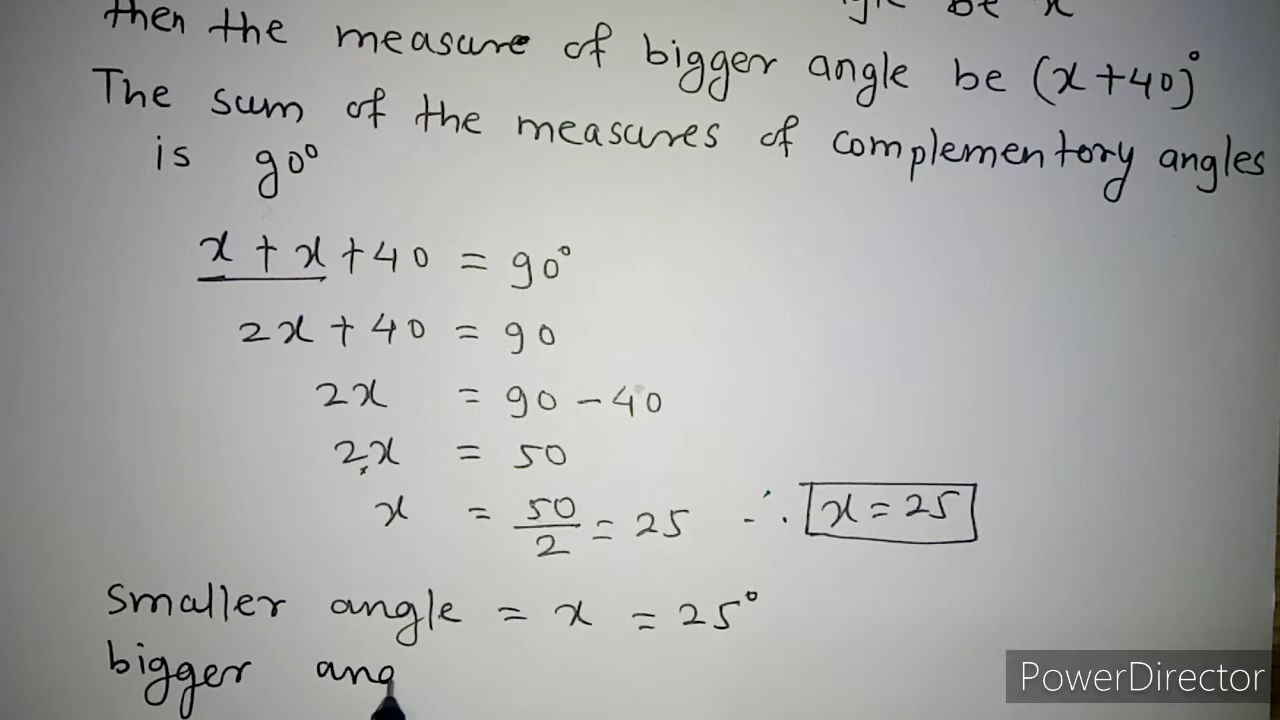 then the measure of bigger angle be (x+40)°
The sum of the measures of complementory angles
is 90°
x + x + 40 = 90°
2x + 40 = 90
2x = 90 - 40
2x = 50
x = 50/2 = 25 ∴ x = 25
Smaller angle = x = 25°
bigger ang
PowerDirector